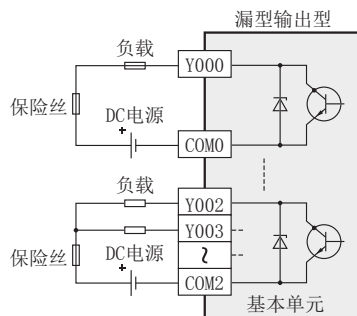 漏型输出型
负载
Y000
保险丝
DC电源
+
COM0
负载
Y002
Y003
DC电源
~
保险丝
+
COM2
基本单元